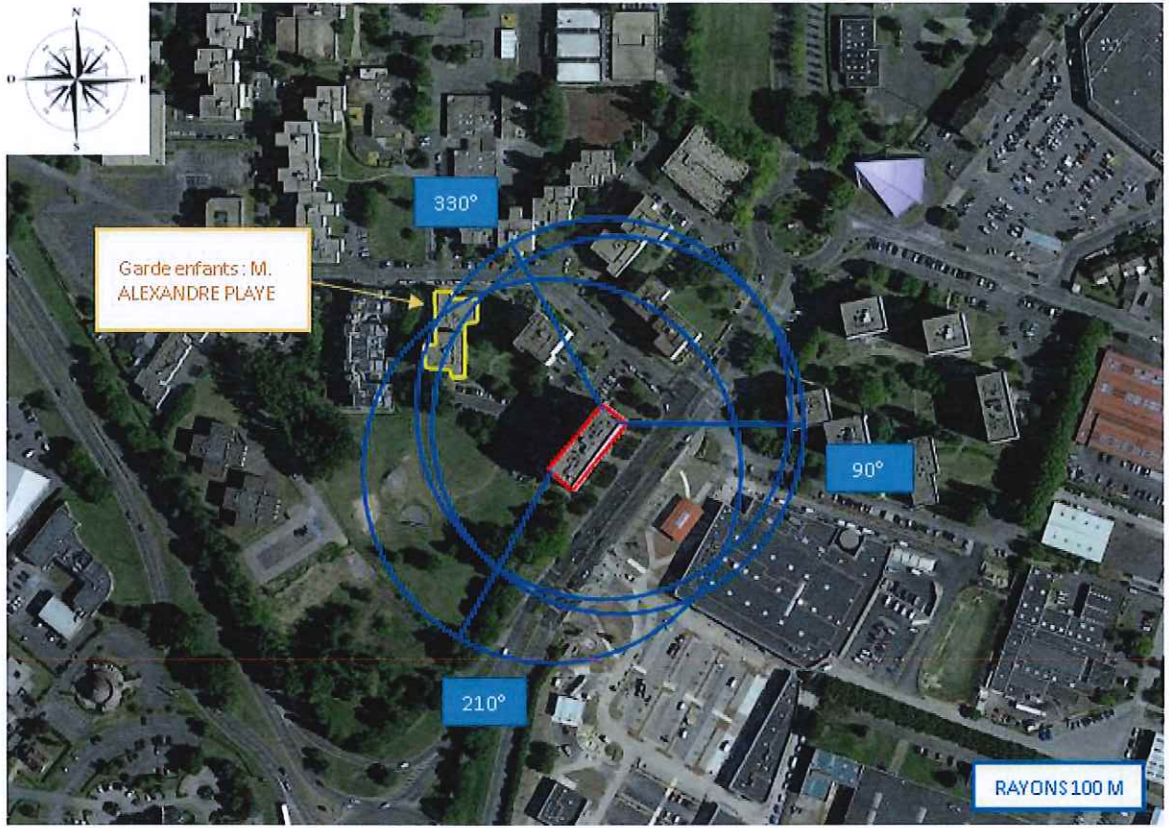 N
O
E
S
330°
Garde enfants : M.
ALEXANDRE PLAYE
90°
210°
RAYONS 100 M